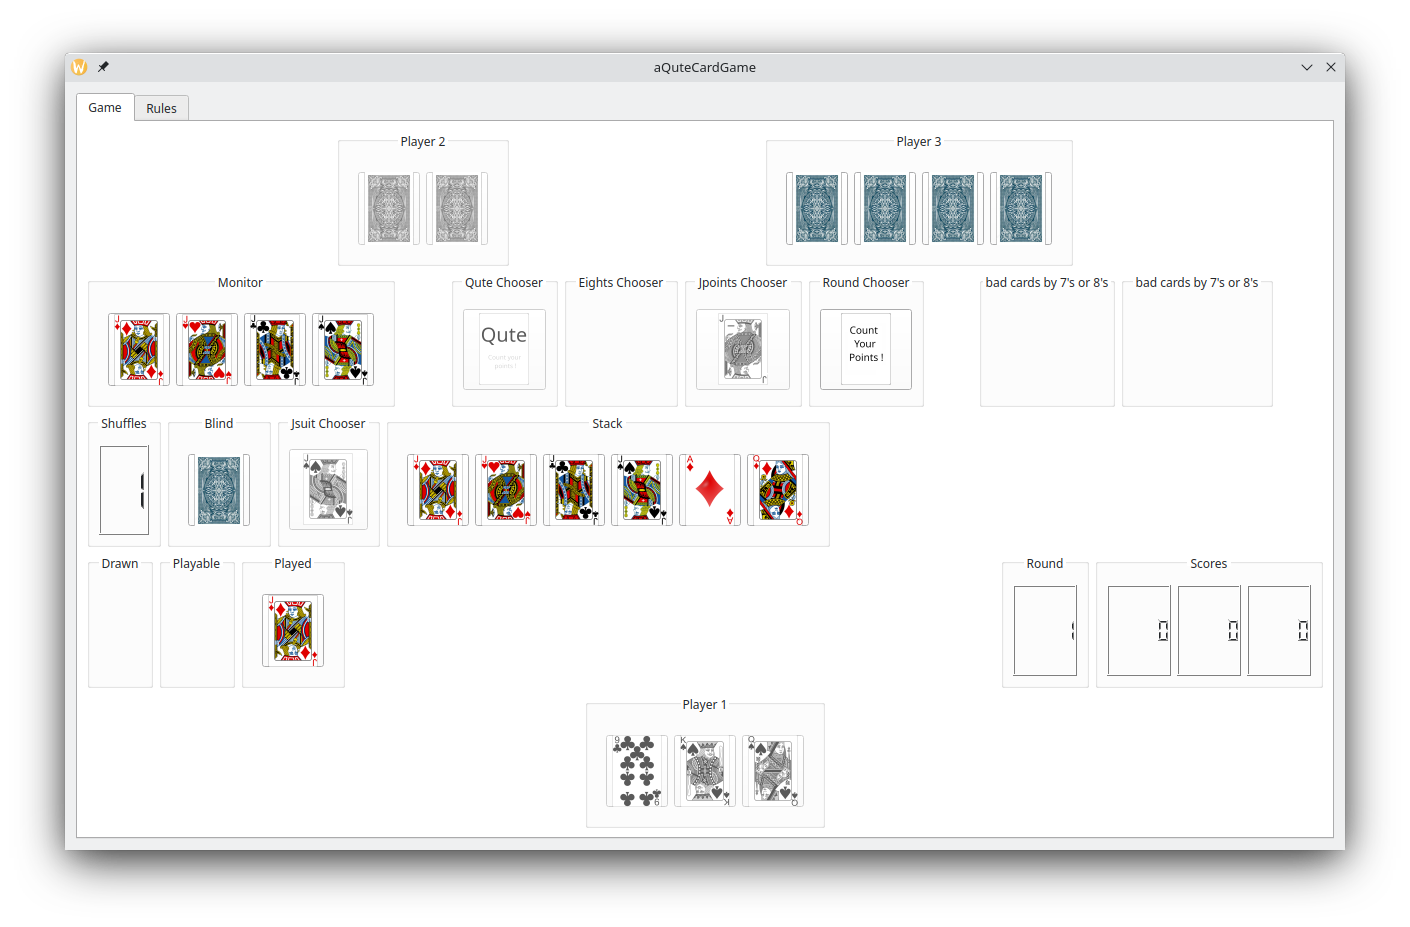 aQuteCardGame
Game Rules
Player 2 Player 3
Monitor Qute Chooser Eights Chooser Jpoints Chooser Round Chooser bad cards by 7's or 8's bad cards by 7's or 8's
J J J J
J J J J
Qute
Count your
points !
J
J
Count
Your
Points !
Shuffles Blind Jsuit Chooser Stack
J J J J J A Q
J J J J J A Q
Drawn Playable Played Round Scores
J
J
0 0 0
Player 1
9 K Q
9 K Q